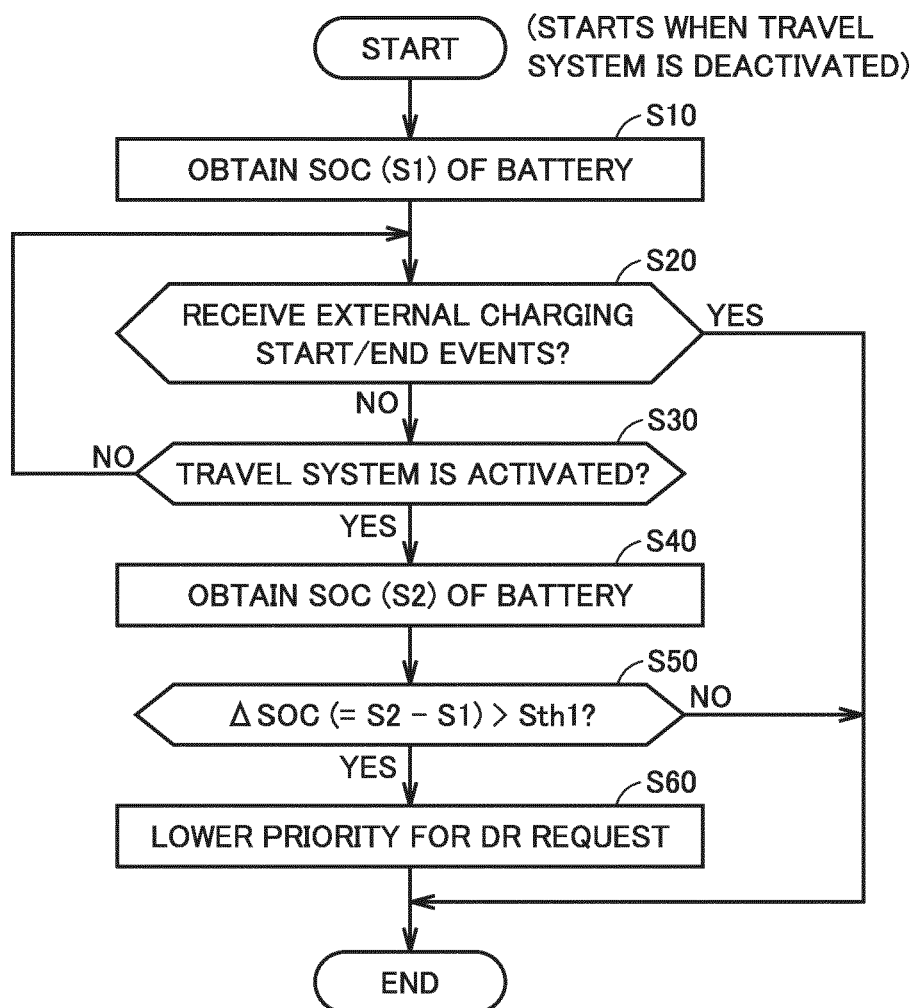 START
(STARTS WHEN TRAVEL
SYSTEM IS DEACTIVATED)
S10
OBTAIN SOC (S1) OF BATTERY
S20
RECEIVE EXTERNAL CHARGING
START/END EVENTS?
YES
NO
S30
NO
TRAVEL SYSTEM IS ACTIVATED?
YES
S40
OBTAIN SOC (S2) OF BATTERY
S50
Δ SOC (= S2 - S1) > Sth1?
NO
YES
S60
LOWER PRIORITY FOR DR REQUEST
END